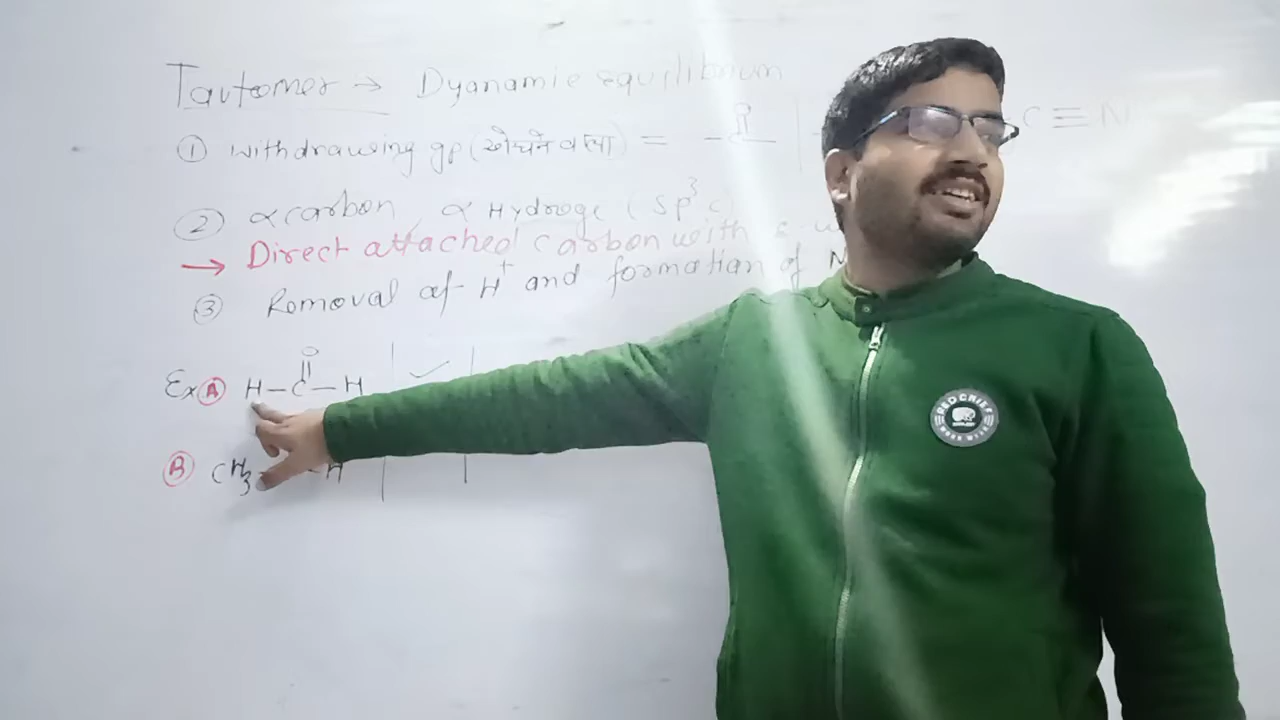 Tautomer → Dyanamic equilibrium
① withdrawing gp (खींचने वाला) = -C- | C≡N
O
② α carbon, α Hydroge (sp³ c)
→ Direct attached carbon with
③ Romoval of H⁺ and formation of
O
Ex Ⓐ H-C-H ✓
Ⓑ CH₃ - H